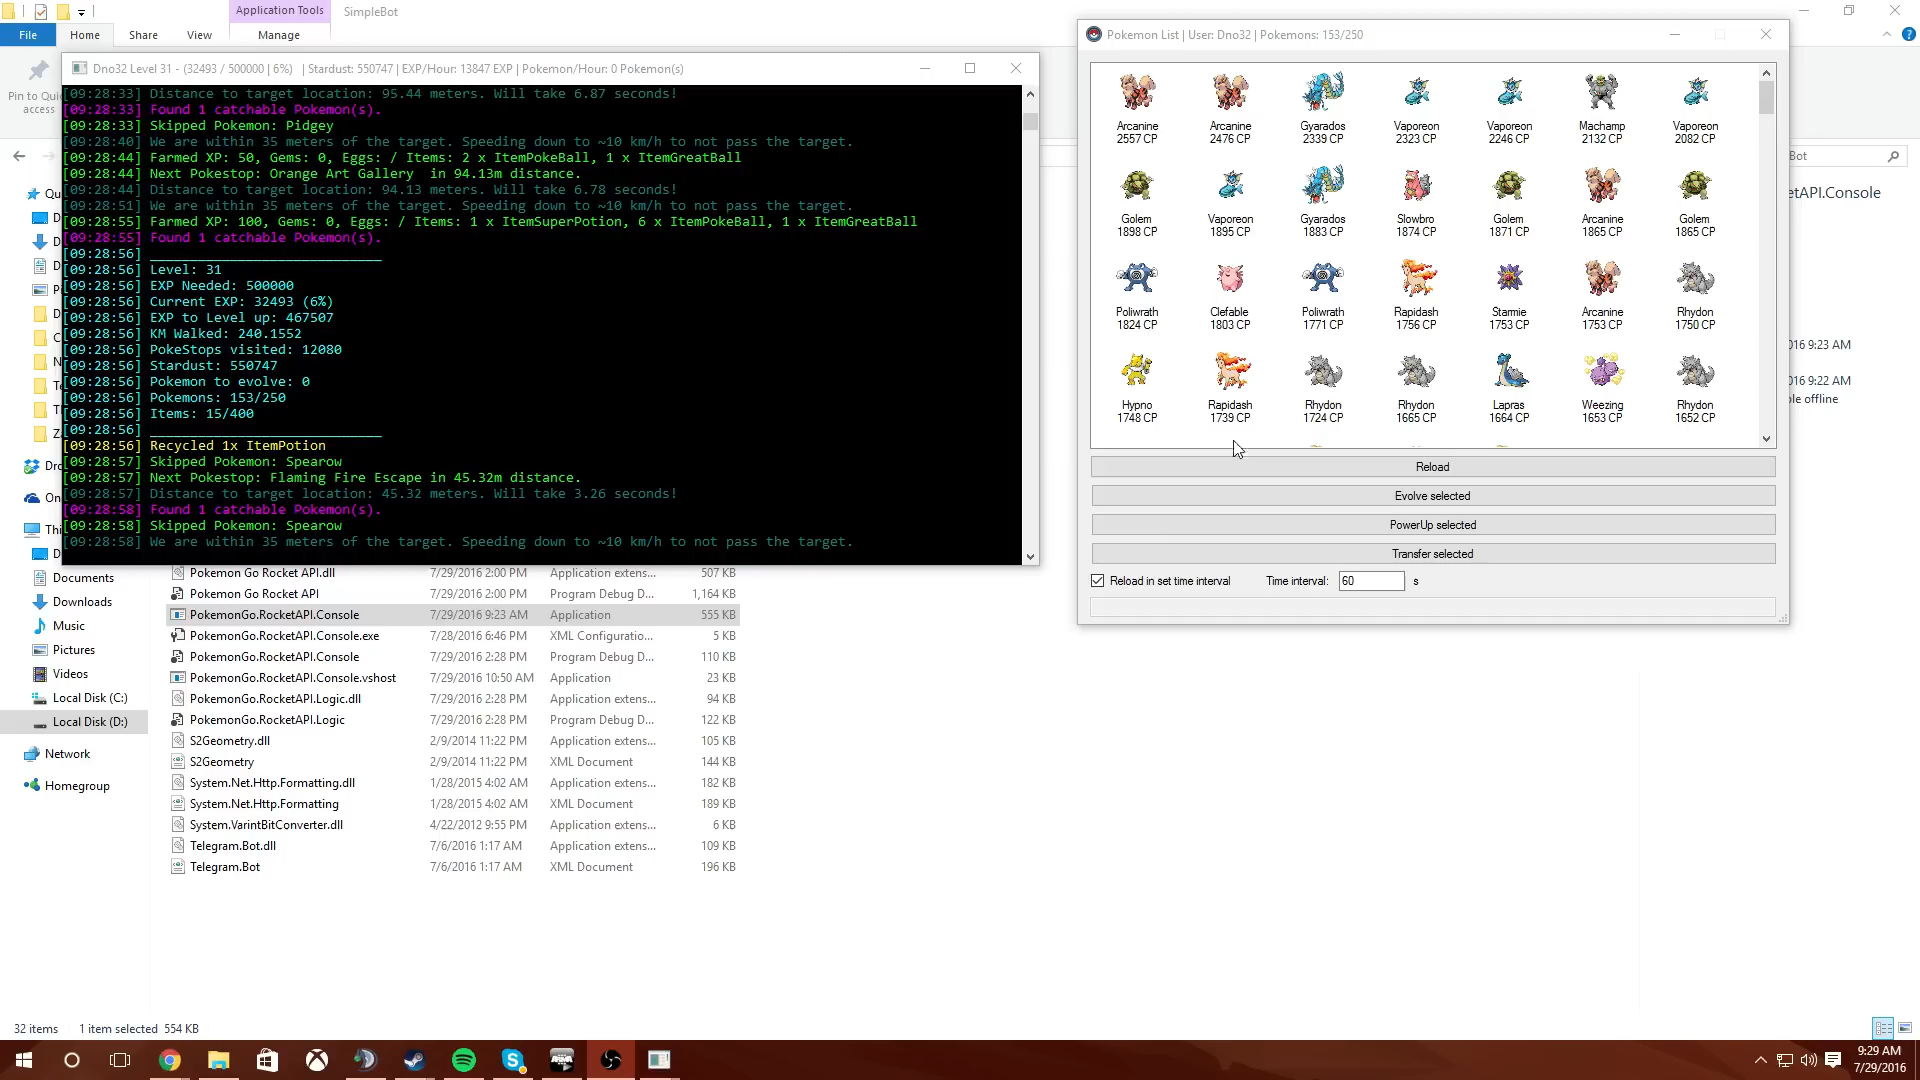 Application Tools
SimpleBot
File
Home
Share
View
Manage
Pin to Quic
access
Dno32 Level 31 - (32493 / 500000 | 6%) | Stardust: 550747 | EXP/Hour: 13847 EXP | Pokemon/Hour: 0 Pokemon(s)
[09:28:33] Distance to target location: 95.44 meters. Will take 6.87 seconds!
[09:28:33] Found 1 catchable Pokemon(s).
[09:28:33] Skipped Pokemon: Pidgey
[09:28:40] We are within 35 meters of the target. Speeding down to ~10 km/h to not pass the target.
[09:28:44] Farmed XP: 50, Gems: 0, Eggs: / Items: 2 x ItemPokeBall, 1 x ItemGreatBall
[09:28:44] Next Pokestop: Orange Art Gallery in 94.13m distance.
[09:28:44] Distance to target location: 94.13 meters. Will take 6.78 seconds!
[09:28:51] We are within 35 meters of the target. Speeding down to ~10 km/h to not pass the target.
[09:28:55] Farmed XP: 100, Gems: 0, Eggs: / Items: 1 x ItemSuperPotion, 6 x ItemPokeBall, 1 x ItemGreatBall
[09:28:55] Found 1 catchable Pokemon(s).
[09:28:56] _____________________________
[09:28:56] Level: 31
[09:28:56] EXP Needed: 500000
[09:28:56] Current EXP: 32493 (6%)
[09:28:56] EXP to Level up: 467507
[09:28:56] KM Walked: 240.1552
[09:28:56] PokeStops visited: 12080
[09:28:56] Stardust: 550747
[09:28:56] Pokemon to evolve: 0
[09:28:56] Pokemons: 153/250
[09:28:56] Items: 15/400
[09:28:56] _____________________________
[09:28:56] Recycled 1x ItemPotion
[09:28:57] Skipped Pokemon: Spearow
[09:28:57] Next Pokestop: Flaming Fire Escape in 45.32m distance.
[09:28:57] Distance to target location: 45.32 meters. Will take 3.26 seconds!
[09:28:58] Found 1 catchable Pokemon(s).
[09:28:58] Skipped Pokemon: Spearow
[09:28:58] We are within 35 meters of the target. Speeding down to ~10 km/h to not pass the target.
Pokemon List | User: Dno32 | Pokemons: 153/250
Arcanine Arcanine Gyarados Vaporeon Vaporeon Machamp Vaporeon
2557 CP 2476 CP 2339 CP 2323 CP 2246 CP 2132 CP 2082 CP
Golem Vaporeon Gyarados Slowbro Golem Arcanine Golem
1898 CP 1895 CP 1883 CP 1874 CP 1871 CP 1865 CP 1865 CP
Poliwrath Clefable Poliwrath Rapidash Starmie Arcanine Rhydon
1824 CP 1803 CP 1771 CP 1756 CP 1753 CP 1753 CP 1750 CP
Hypno Rapidash Rhydon Rhydon Lapras Weezing Rhydon
1748 CP 1739 CP 1724 CP 1665 CP 1664 CP 1653 CP 1652 CP
Reload
Evolve selected
PowerUp selected
Transfer selected
Reload in set time interval Time interval: 60 s
Bot
etAPI.Console
016 9:23 AM
016 9:22 AM
le offline
Qu
D
D
D
Pi
D
C
N
Te
T
Z
Dro
On
Thi
D
Documents
Downloads
Music
Pictures
Videos
Local Disk (C:)
Local Disk (D:)
Network
Homegroup
Pokemon Go Rocket API.dll 7/29/2016 2:00 PM Application extens... 507 KB
Pokemon Go Rocket API 7/29/2016 2:00 PM Program Debug D... 1,164 KB
PokemonGo.RocketAPI.Console 7/29/2016 9:23 AM Application 555 KB
PokemonGo.RocketAPI.Console.exe 7/28/2016 6:46 PM XML Configuratio... 5 KB
PokemonGo.RocketAPI.Console 7/29/2016 2:28 PM Program Debug D... 110 KB
PokemonGo.RocketAPI.Console.vshost 7/29/2016 10:50 AM Application 23 KB
PokemonGo.RocketAPI.Logic.dll 7/29/2016 2:28 PM Application extens... 94 KB
PokemonGo.RocketAPI.Logic 7/29/2016 2:28 PM Program Debug D... 122 KB
S2Geometry.dll 2/9/2014 11:22 PM Application extens... 105 KB
S2Geometry 2/9/2014 11:22 PM XML Document 144 KB
System.Net.Http.Formatting.dll 1/28/2015 4:02 AM Application extens... 182 KB
System.Net.Http.Formatting 1/28/2015 4:02 AM XML Document 189 KB
System.VarintBitConverter.dll 4/22/2012 9:55 PM Application extens... 6 KB
Telegram.Bot.dll 7/6/2016 1:17 AM Application extens... 109 KB
Telegram.Bot 7/6/2016 1:17 AM XML Document 196 KB
32 items 1 item selected 554 KB
9:29 AM
7/29/2016